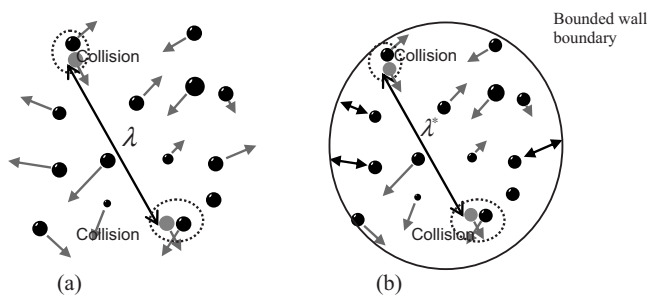 Bounded wall
boundary
Collision
λ
Collision
(a)
Collision
λ*
Collision
(b)